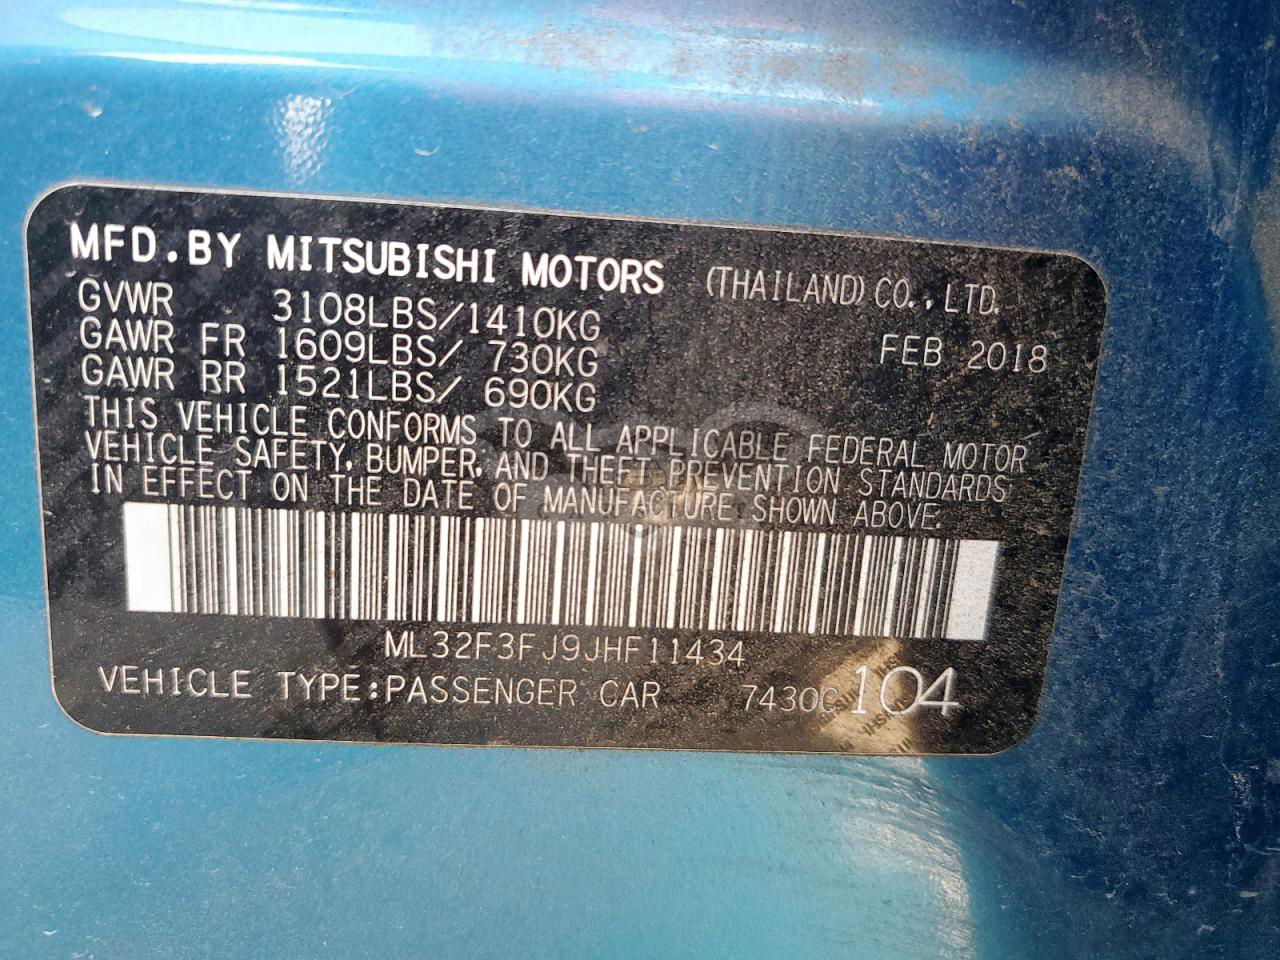 MFD.BY MITSUBISHI MOTORS (THAILAND) CO.,LTD.
GVWR 3108LBS/1410KG
GAWR FR 1609LBS/ 730KG FEB 2018
GAWR RR 1521LBS/ 690KG
THIS VEHICLE CONFORMS TO ALL APPLICABLE FEDERAL MOTOR
VEHICLE SAFETY, BUMPER, AND THEFT PREVENTION STANDARDS
IN EFFECT ON THE DATE OF MANUFACTURE SHOWN ABOVE.
ML32F3FJ9JHF11434
VEHICLE TYPE:PASSENGER CAR 7430C 104